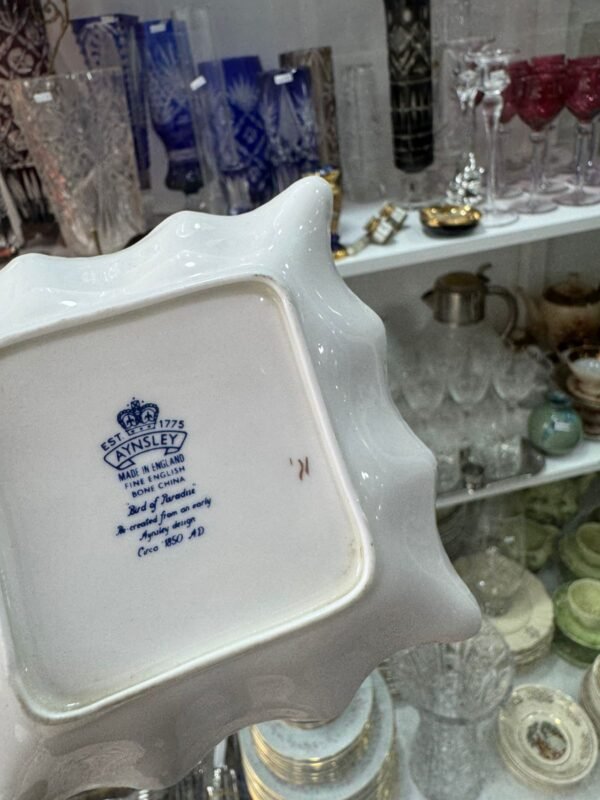 EST. 1775
AYNSLEY
MADE IN ENGLAND
FINE ENGLISH
BONE CHINA
"Bird of Paradise"
Re-created from an early
Aynsley design
Circa 1850 AD